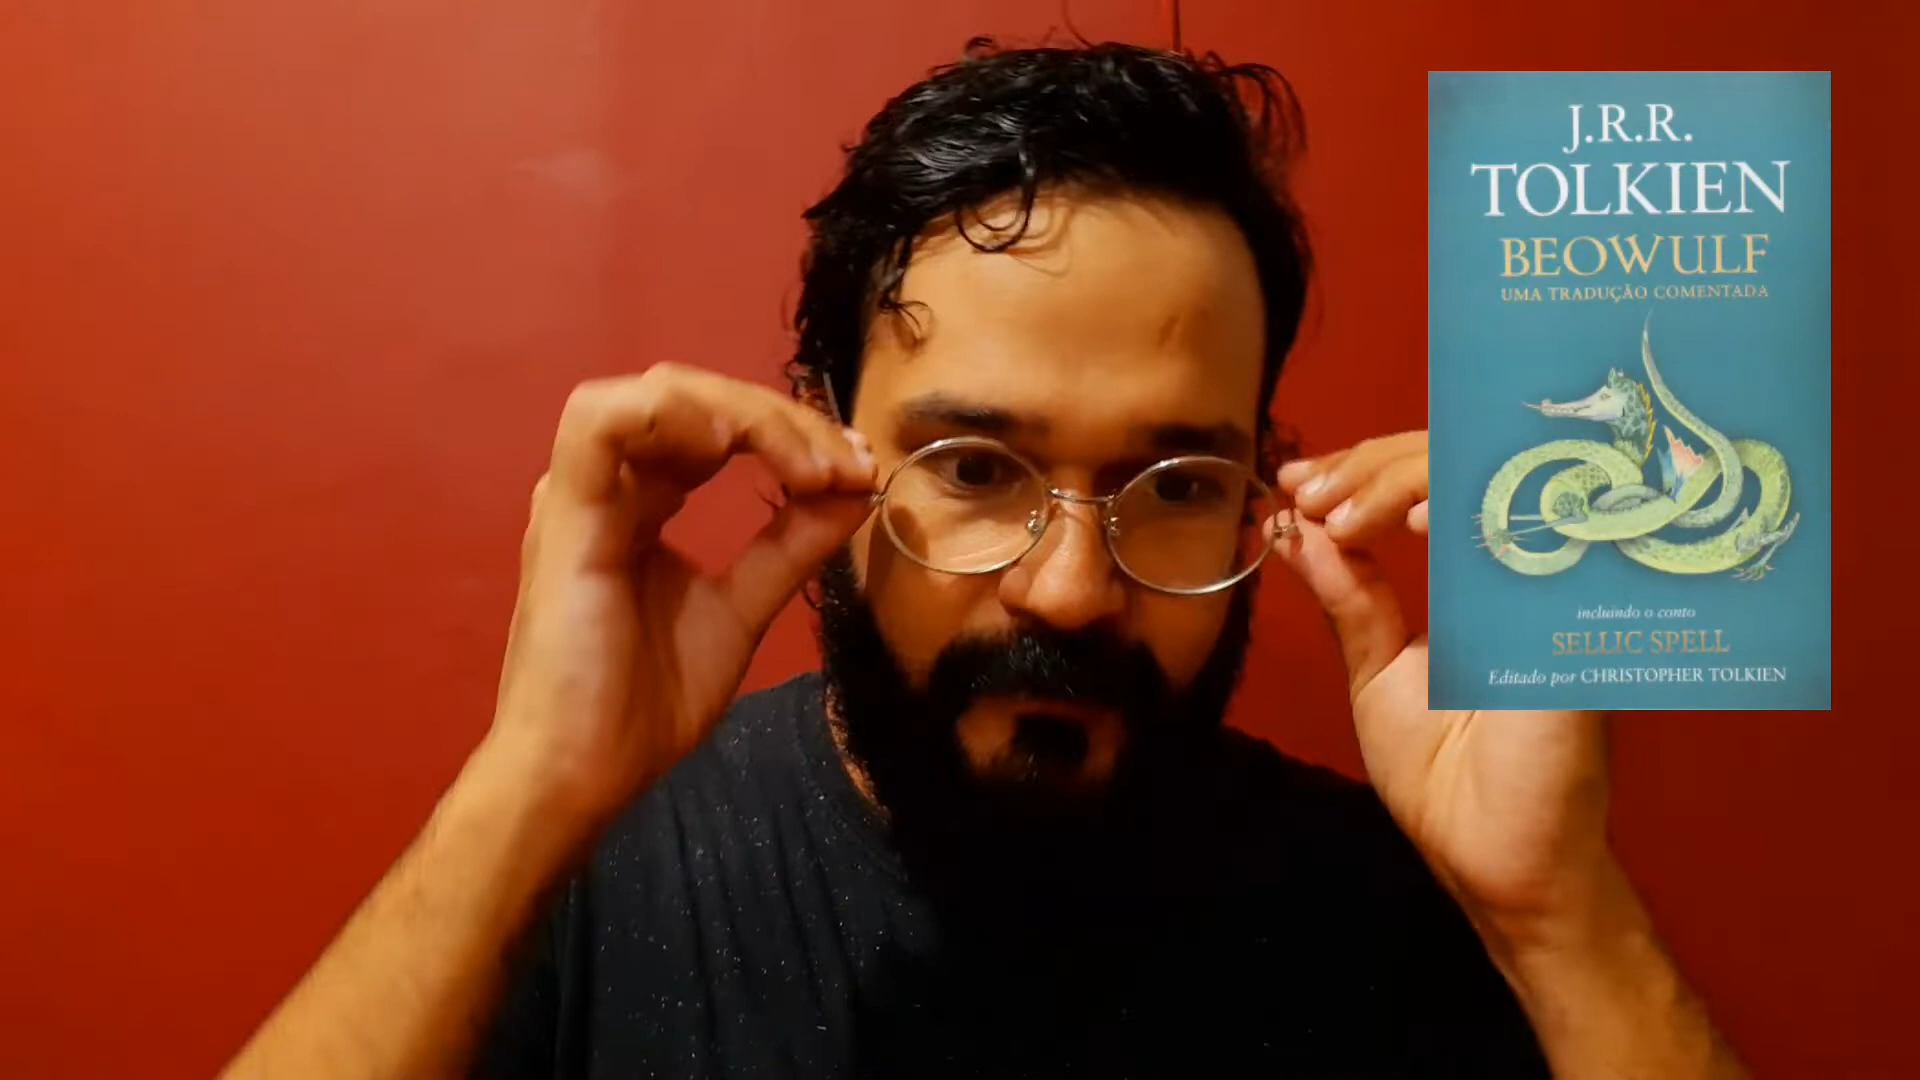 J.R.R.
TOLKIEN
BEOWULF
UMA TRADUÇÃO COMENTADA
incluindo o conto
SELLIC SPELL
Editado por CHRISTOPHER TOLKIEN